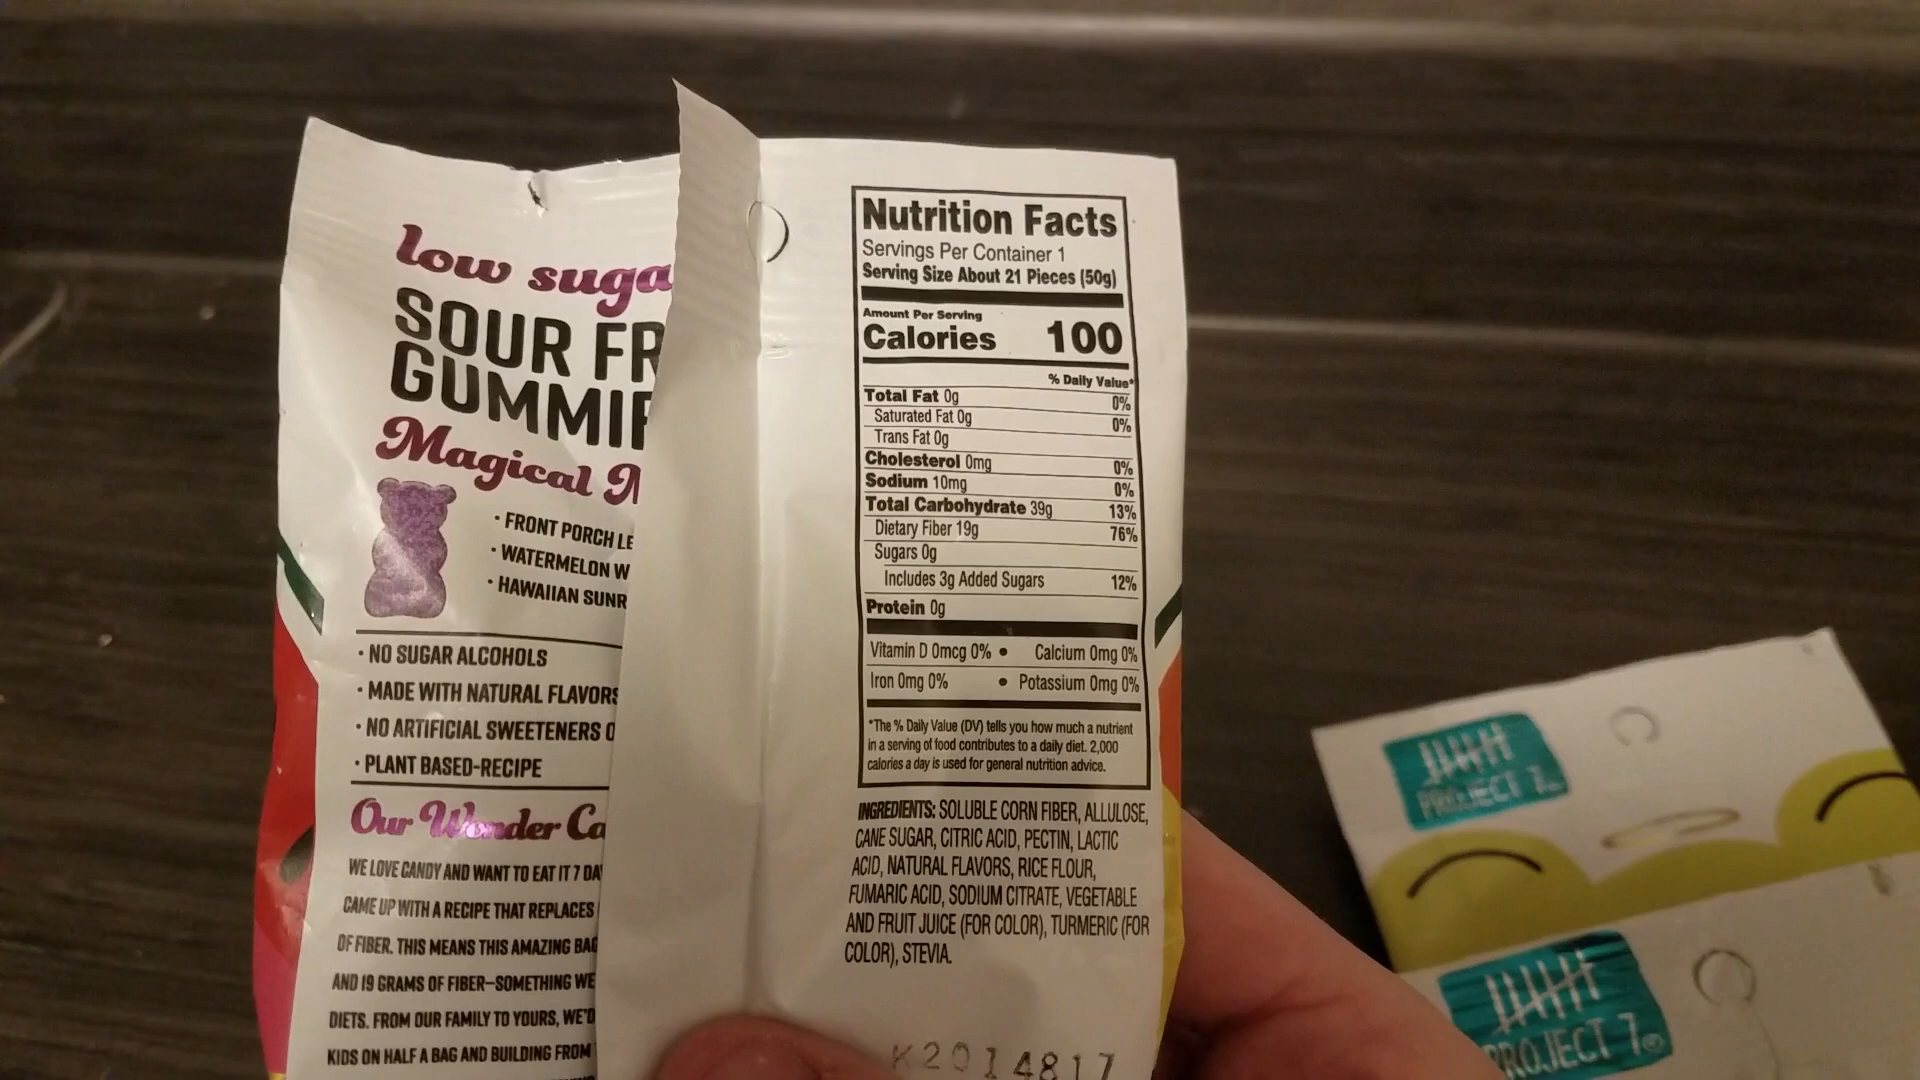 low suga
SOUR FR
GUMMIE
Magical
• FRONT PORCH LE
• WATERMELON W
• HAWAIIAN SUNR
• NO SUGAR ALCOHOLS
• MADE WITH NATURAL FLAVORS
• NO ARTIFICIAL SWEETENERS O
• PLANT BASED-RECIPE
Our Wonder Ca
WE LOVE CANDY AND WANT TO EAT IT 7 DA
CAME UP WITH A RECIPE THAT REPLACES
OF FIBER. THIS MEANS THIS AMAZING BAG
AND 19 GRAMS OF FIBER–SOMETHING WE
DIETS. FROM OUR FAMILY TO YOURS, WE'D
KIDS ON HALF A BAG AND BUILDING FROM
Nutrition Facts
Servings Per Container 1
Serving Size About 21 Pieces (50g)
Amount Per Serving
Calories 100
% Daily Value*
Total Fat 0g 0%
Saturated Fat 0g 0%
Trans Fat 0g
Cholesterol 0mg 0%
Sodium 10mg 0%
Total Carbohydrate 39g 13%
Dietary Fiber 19g 76%
Sugars 0g
Includes 3g Added Sugars 12%
Protein 0g
Vitamin D 0mcg 0% • Calcium 0mg 0%
Iron 0mg 0% • Potassium 0mg 0%
*The % Daily Value (DV) tells you how much a nutrient
in a serving of food contributes to a daily diet. 2,000
calories a day is used for general nutrition advice.
INGREDIENTS: SOLUBLE CORN FIBER, ALLULOSE,
CANE SUGAR, CITRIC ACID, PECTIN, LACTIC
ACID, NATURAL FLAVORS, RICE FLOUR,
FUMARIC ACID, SODIUM CITRATE, VEGETABLE
AND FRUIT JUICE (FOR COLOR), TURMERIC (FOR
COLOR), STEVIA.
K2014817
PROJECT 7
PROJECT 7